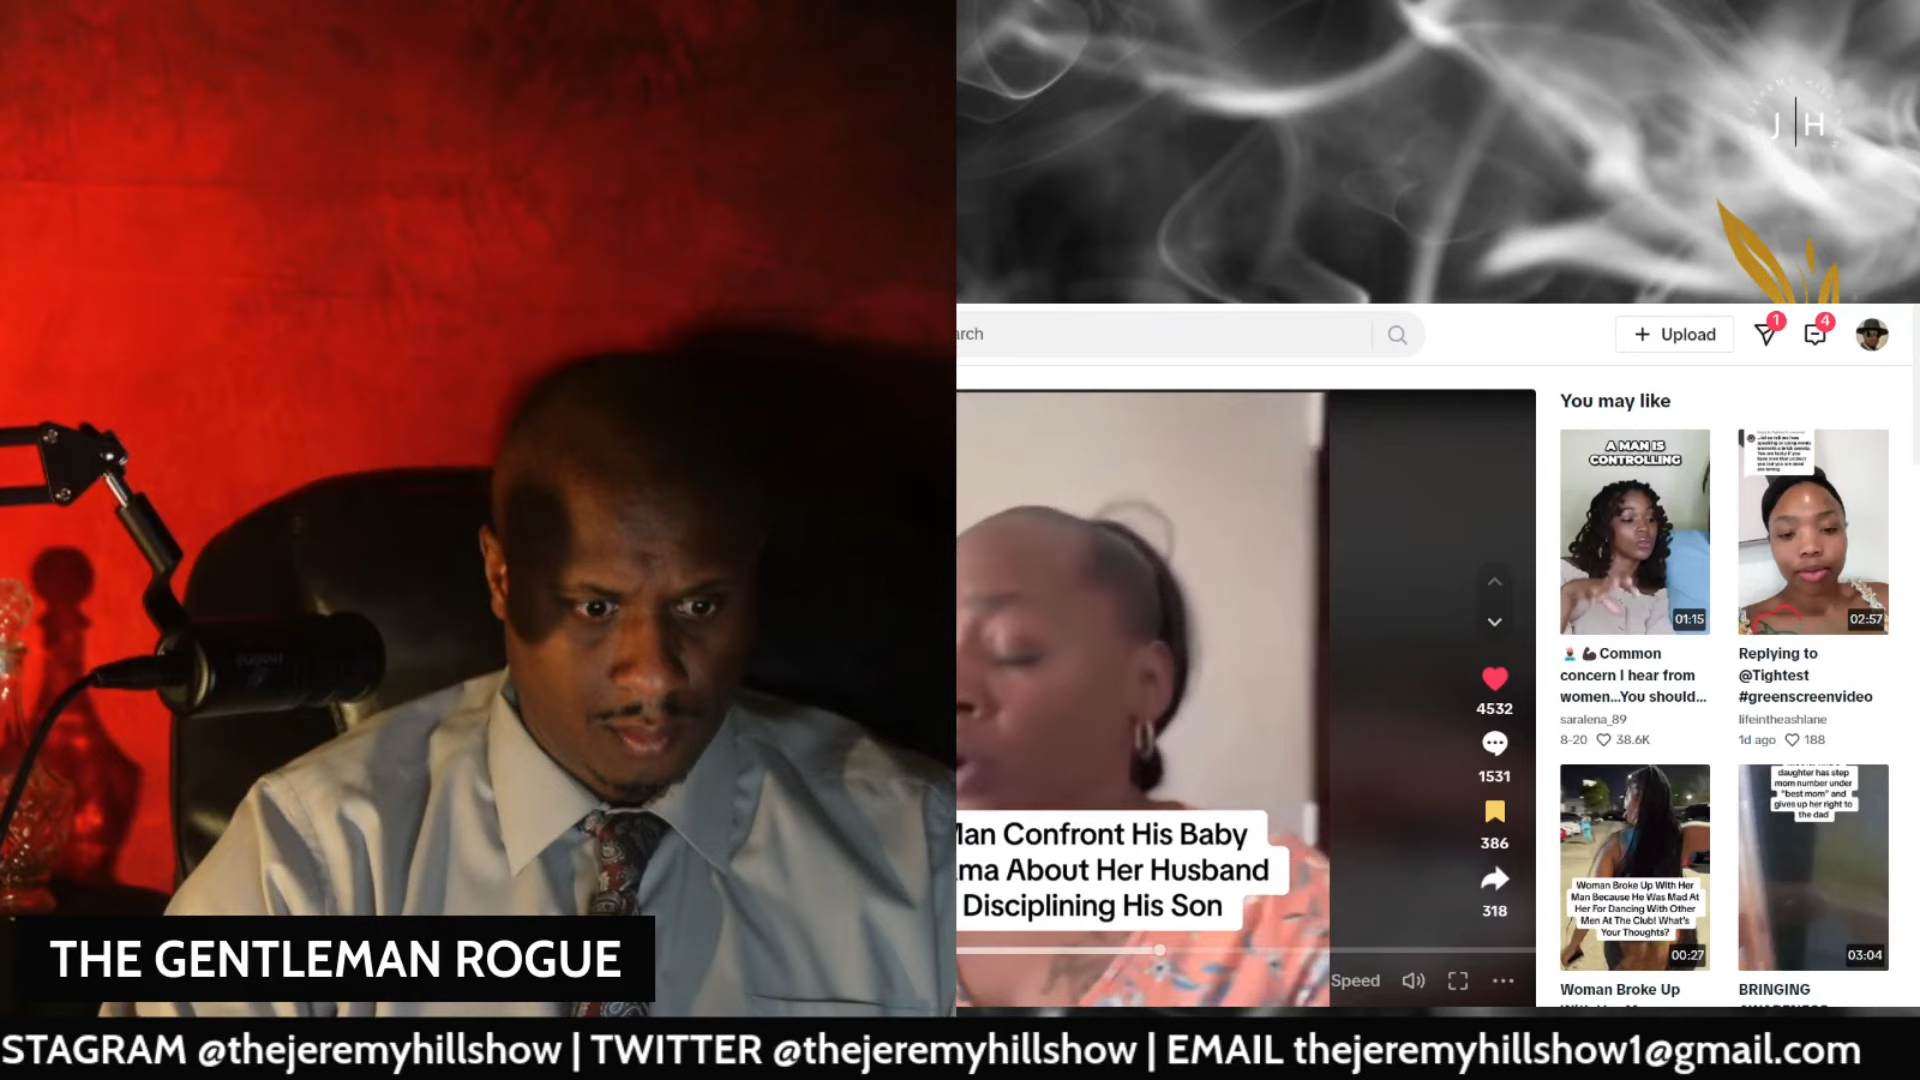 J | H
arch
+ Upload
1
4
You may like
A MAN IS
CONTROLLING
01:15
02:57
Common
concern I hear from
women...You should...
saralena_89
8-20 38.6K
Replying to
@Tightest
#greenscreenvideo
lifeintheashlane
1d ago 188
4532
1531
386
318
Man Confront His Baby
ma About Her Husband
Disciplining His Son
Speed
Woman Broke Up With Her
Man Because He Was Mad At
Her For Dancing With Other
Men At The Club! What's
Your Thoughts?
00:27
Woman Broke Up
daughter has step
mom number under
"best mom" and
gives up her right to
the dad
03:04
BRINGING
THE GENTLEMAN ROGUE
STAGRAM @thejeremyhillshow | TWITTER @thejeremyhillshow | EMAIL thejeremyhillshow1@gmail.com